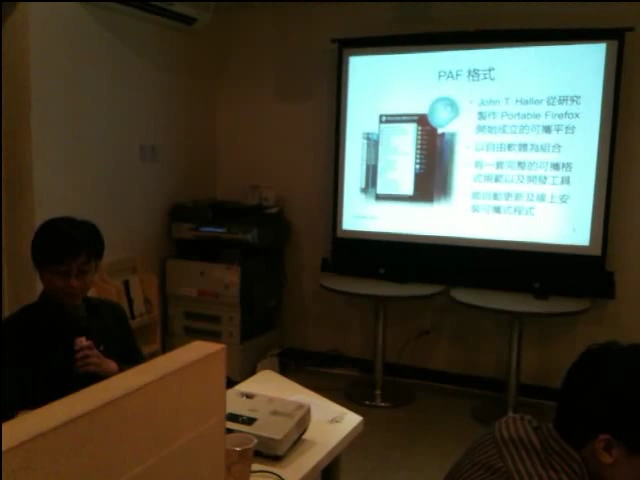 PAF 格式
John T. Haller 從研究
製作 Portable Firefox
開始成立的可攜平台
以自由軟體為組合
有一套完整的可攜格
式規範以及開發工具
能自動更新及線上安
裝可攜式程式